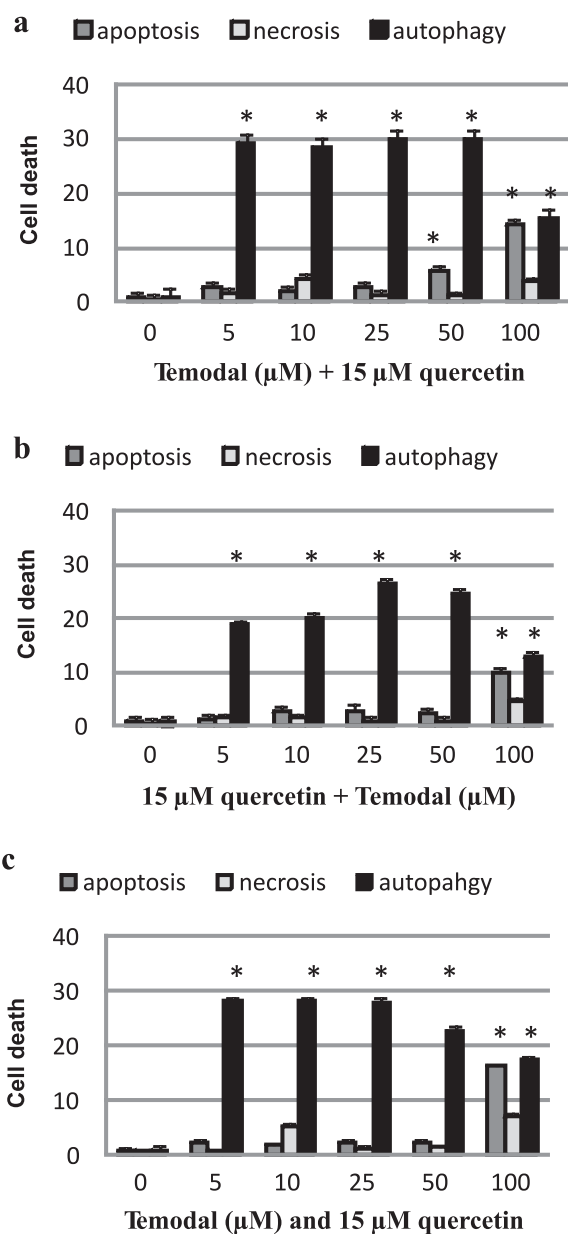 a
apoptosis necrosis autophagy
40
30
20
10
0
Cell death
* * * * * * *
0 5 10 25 50 100
Temodal (µM) + 15 µM quercetin
b
apoptosis necrosis autophagy
40
30
20
10
0
Cell death
* * * * * *
0 5 10 25 50 100
15 µM quercetin + Temodal (µM)
c
apoptosis necrosis autopahgy
40
30
20
10
0
Cell death
* * * * * *
0 5 10 25 50 100
Temodal (µM) and 15 µM quercetin